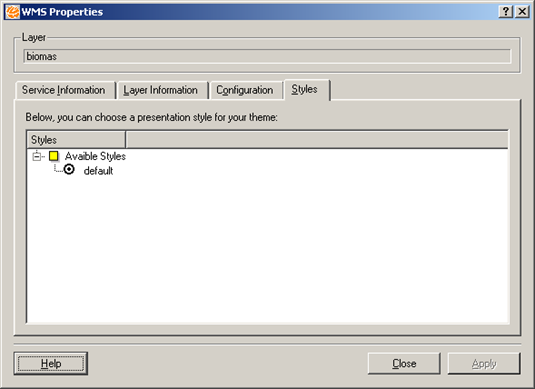 WMS Properties
Layer
biomas
Service Information Layer Information Configuration Styles
Below, you can choose a presentation style for your theme:
Styles
Avaible Styles
default
Help Close Apply